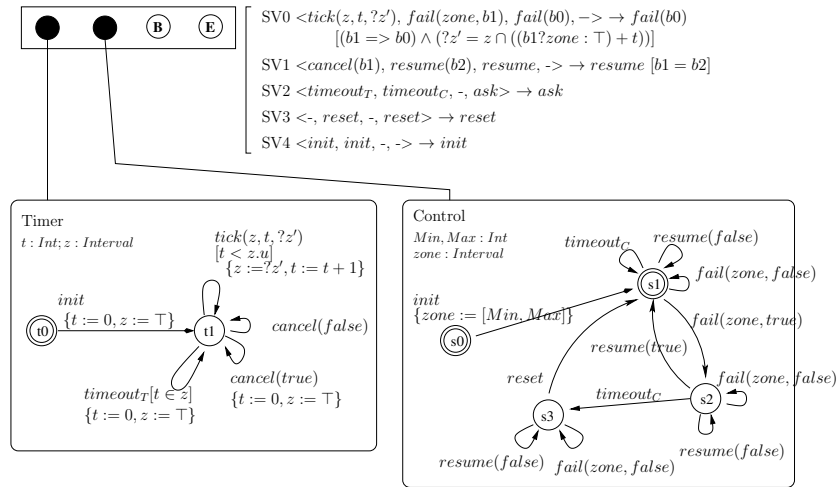 B E
SV0 <tick(z, t, ?z'), fail(zone, b1), fail(b0), −> → fail(b0)
[(b1 => b0) ∧ (?z' = z ∩ ((b1?zone : ⊤) + t))]
SV1 <cancel(b1), resume(b2), resume, -> → resume [b1 = b2]
SV2 <timeout_T, timeout_C, -, ask> → ask
SV3 <-, reset, -, reset> → reset
SV4 <init, init, -, -> → init
Timer
t : Int; z : Interval
tick(z, t, ?z')
[t < z.u]
{z :=?z', t := t + 1}
init
{t := 0, z := ⊤}
t0
t1
cancel(false)
cancel(true)
{t := 0, z := ⊤}
timeout_T[t ∈ z]
{t := 0, z := ⊤}
Control
Min, Max : Int
zone : Interval
timeout_C
resume(false)
fail(zone, false)
s1
init
{zone := [Min, Max]}
s0
fail(zone, true)
resume(true)
reset
timeout_C
fail(zone, false)
s2
s3
resume(false)
resume(false)
fail(zone, false)